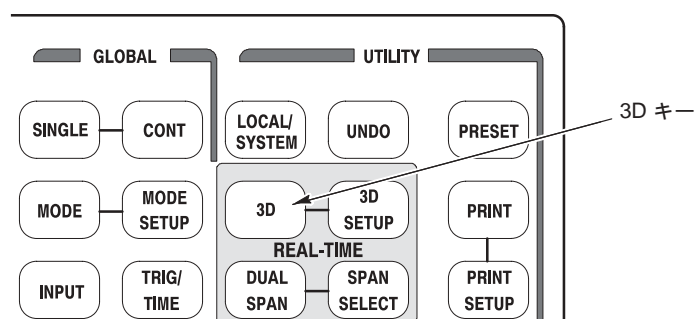 GLOBAL
UTILITY
SINGLE
CONT
LOCAL/
SYSTEM
UNDO
PRESET
3D キー
MODE
MODE
SETUP
3D
3D
SETUP
PRINT
REAL-TIME
INPUT
TRIG/
TIME
DUAL
SPAN
SPAN
SELECT
PRINT
SETUP